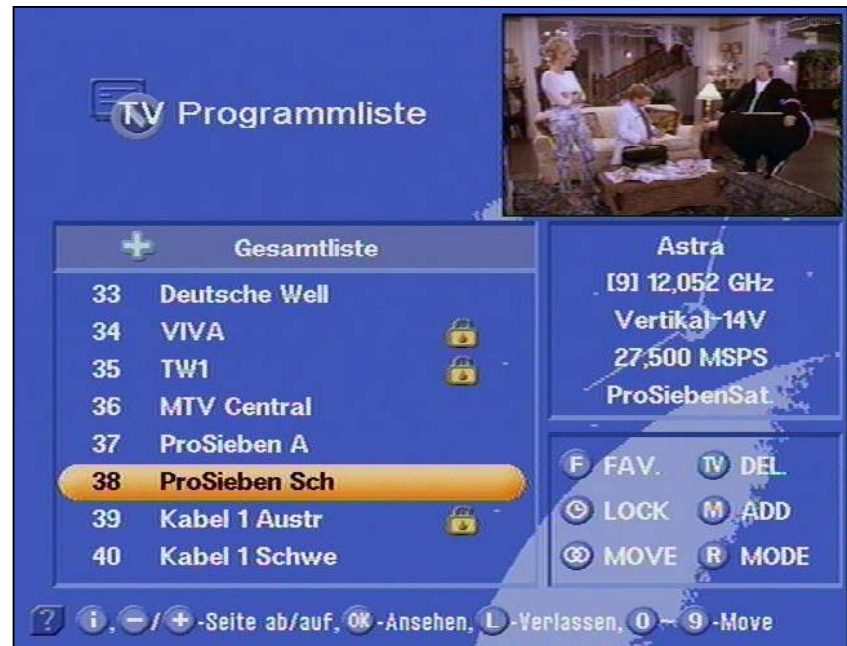 TV Programmliste
Gesamtliste
33 Deutsche Well
34 VIVA
35 TW1
36 MTV Central
37 ProSieben A
38 ProSieben Sch
39 Kabel 1 Austr
40 Kabel 1 Schwe
Astra
[9] 12,052 GHz
Vertikal-14V
27,500 MSPS
ProSiebenSat.
F FAV. TV DEL.
LOCK M ADD
MOVE R MODE
? i, -/+ -Seite ab/auf, OK -Ansehen, L -Verlassen, 0 ~ 9 -Move